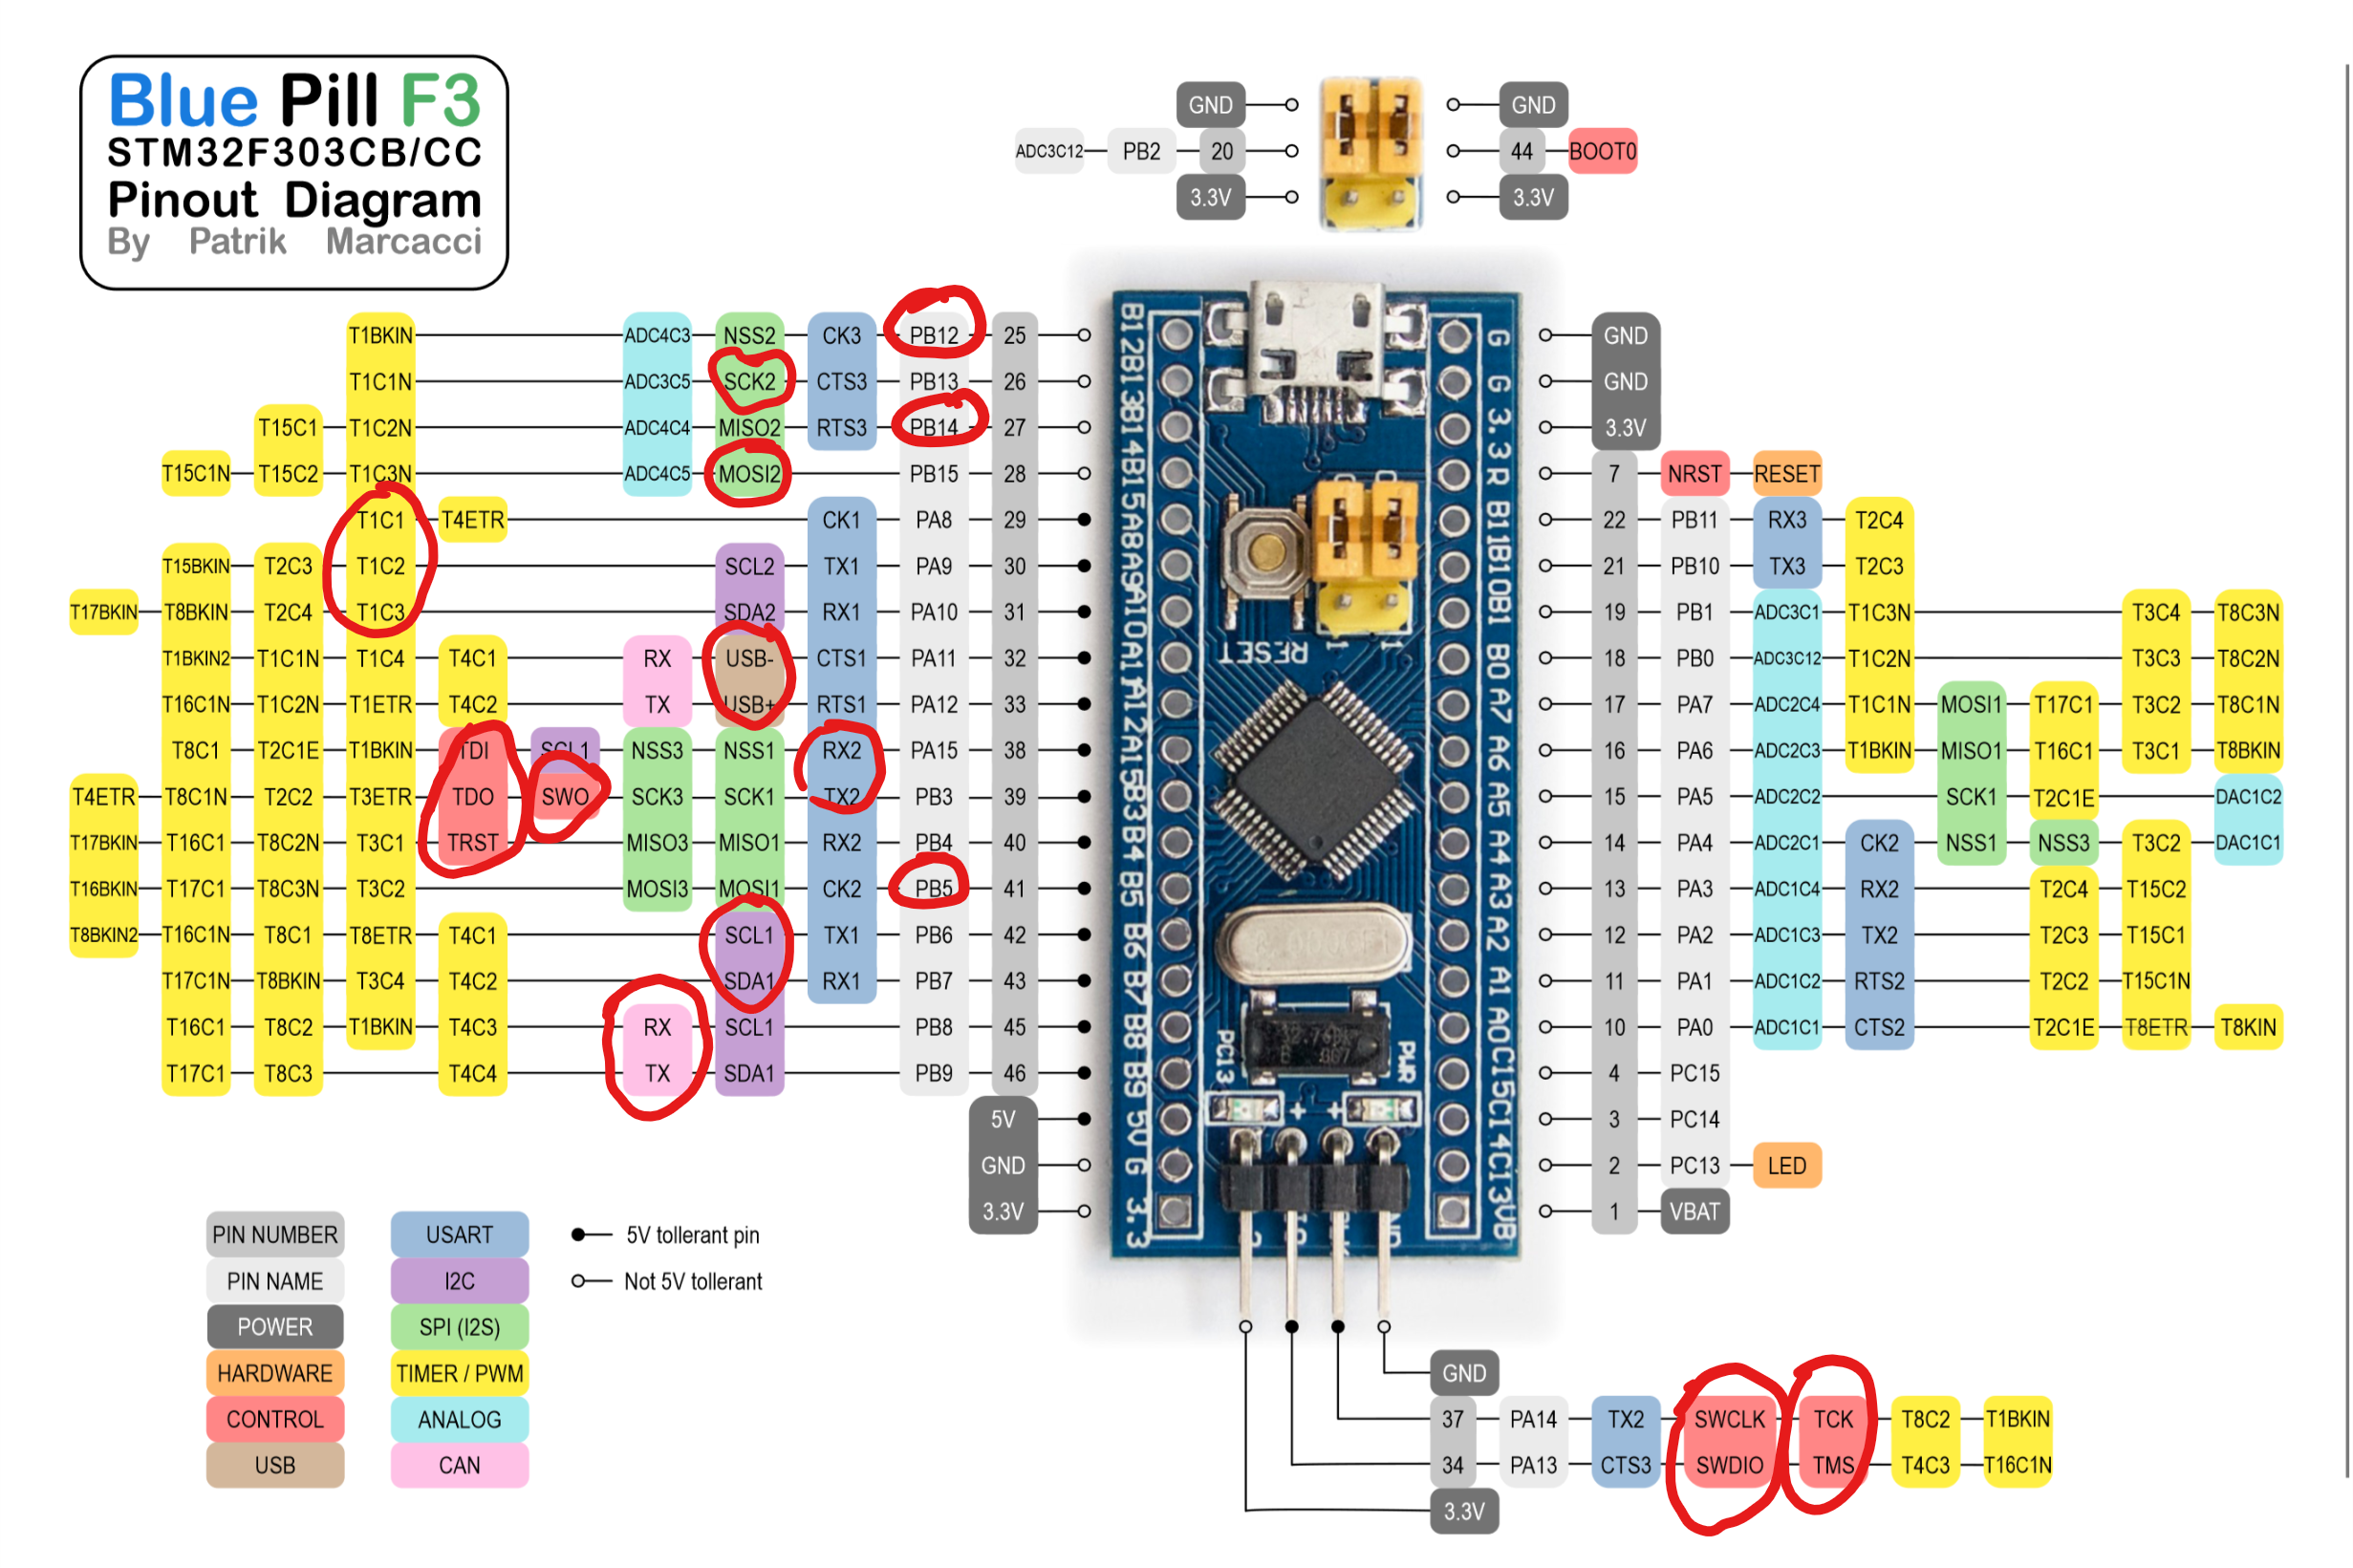 Blue Pill F3
STM32F303CB/CC
Pinout Diagram
By Patrik Marcacci
GND GND
ADC3C12 PB2 20 44 BOOT0
3.3V 3.3V
T1BKIN ADC4C3 NSS2 CK3 PB12 25 GND
T1C1N ADC3C5 SCK2 CTS3 PB13 26 GND
T15C1 T1C2N ADC4C4 MISO2 RTS3 PB14 27 3.3V
T15C1N T15C2 T1C3N ADC4C5 MOSI2 PB15 28 7 NRST RESET
T1C1 T4ETR CK1 PA8 29 22 PB11 RX3 T2C4
T15BKIN T2C3 T1C2 SCL2 TX1 PA9 30 21 PB10 TX3 T2C3
T17BKIN T8BKIN T2C4 T1C3 SDA2 RX1 PA10 31 19 PB1 ADC3C1 T1C3N T3C4 T8C3N
T1BKIN2 T1C1N T1C4 T4C1 RX USB- CTS1 PA11 32 18 PB0 ADC3C12 T1C2N T3C3 T8C2N
T16C1N T1C2N T1ETR T4C2 TX USB+ RTS1 PA12 33 17 PA7 ADC2C4 T1C1N MOSI1 T17C1 T3C2 T8C1N
T8C1 T2C1E T1BKIN TDI SCL1 NSS3 NSS1 RX2 PA15 38 16 PA6 ADC2C3 T1BKIN MISO1 T16C1 T3C1 T8BKIN
T4ETR T8C1N T2C2 T3ETR TDO SWO SCK3 SCK1 TX2 PB3 39 15 PA5 ADC2C2 SCK1 T2C1E DAC1C2
T17BKIN T16C1 T8C2N T3C1 TRST MISO3 MISO1 RX2 PB4 40 14 PA4 ADC2C1 CK2 NSS1 NSS3 T3C2 DAC1C1
T16BKIN T17C1 T8C3N T3C2 MOSI3 MOSI1 CK2 PB5 41 13 PA3 ADC1C4 RX2 T2C4 T15C2
T8BKIN2 T16C1N T8C1 T8ETR T4C1 SCL1 TX1 PB6 42 12 PA2 ADC1C3 TX2 T2C3 T15C1
T17C1N T8BKIN T3C4 T4C2 SDA1 RX1 PB7 43 11 PA1 ADC1C2 RTS2 T2C2 T15C1N
T16C1 T8C2 T1BKIN T4C3 RX SCL1 PB8 45 10 PA0 ADC1C1 CTS2 T2C1E T8ETR T8KIN
T17C1 T8C3 T4C4 TX SDA1 PB9 46 4 PC15
5V 3 PC14
GND 2 PC13 LED
3.3V 1 VBAT
B12 B13 B14 B15 A8 A9 A10 A11 A12 A15 B3 B4 B5 B6 B7 B8 B9 5V G 3.3
G G 3.3 R B11 B10 B1 B0 A7 A6 A5 A4 A3 A2 A1 A0 C15 C14 C13 VB
RESET
PC13 PWR
PIN NUMBER USART 5V tollerant pin
PIN NAME I2C Not 5V tollerant
POWER SPI (I2S)
HARDWARE TIMER / PWM
CONTROL ANALOG
USB CAN
GND
37 PA14 TX2 SWCLK TCK T8C2 T1BKIN
34 PA13 CTS3 SWDIO TMS T4C3 T16C1N
3.3V